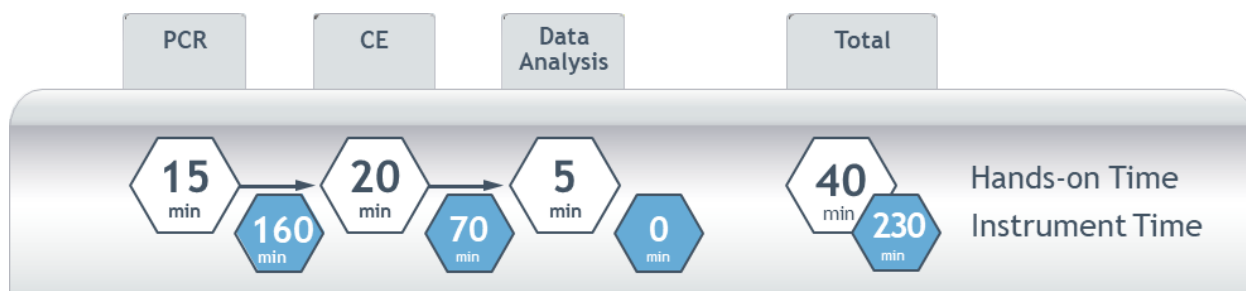 PCR
CE
Data
Analysis
Total
15
min
160
min
20
min
70
min
5
min
0
min
40
min
230
min
Hands-on Time
Instrument Time